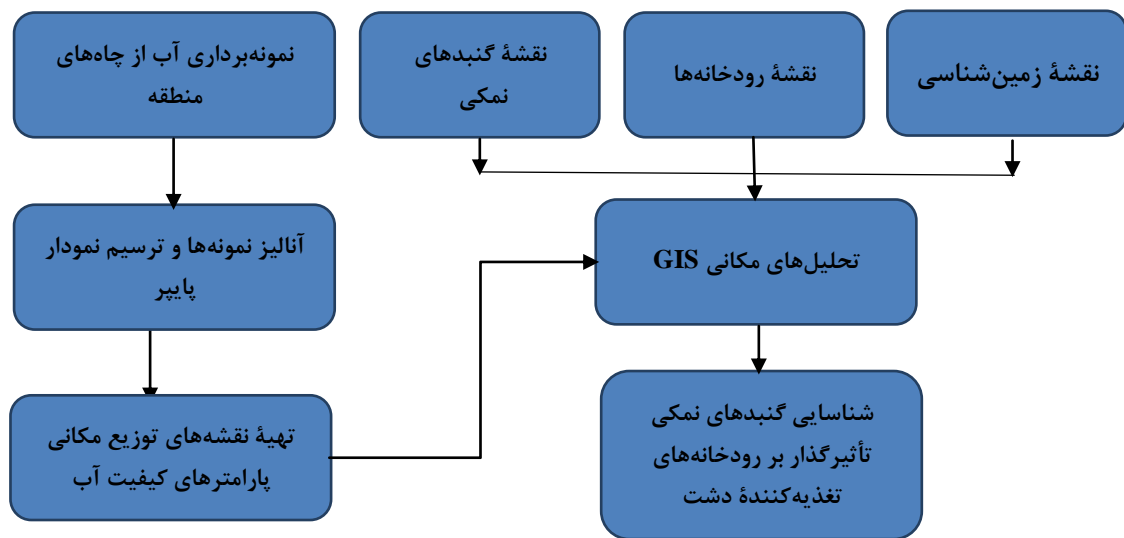 نمونه‌برداری آب از چاه‌های
منطقه
نقشۀ گنبدهای
نمکی
نقشۀ رودخانه‌ها
نقشۀ زمین‌شناسی
آنالیز نمونه‌ها و ترسیم نمودار
پایپر
تحلیل‌های مکانی GIS
تهیۀ نقشه‌های توزیع مکانی
پارامترهای کیفیت آب
شناسایی گنبدهای نمکی
تأثیرگذار بر رودخانه‌های
تغذیه‌کنندۀ دشت